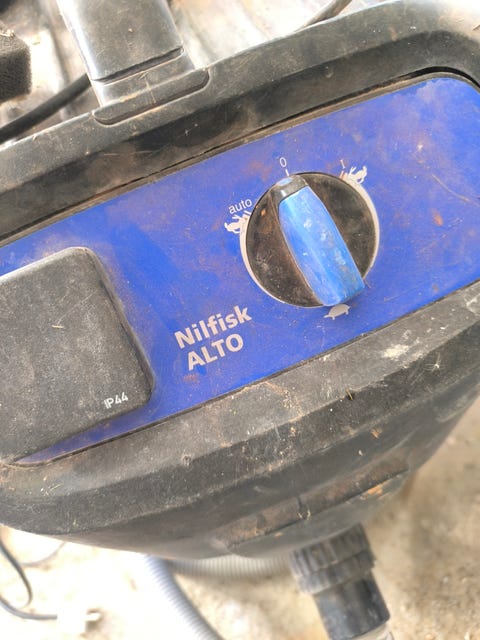 0
I
auto
Nilfisk
ALTO
IP44